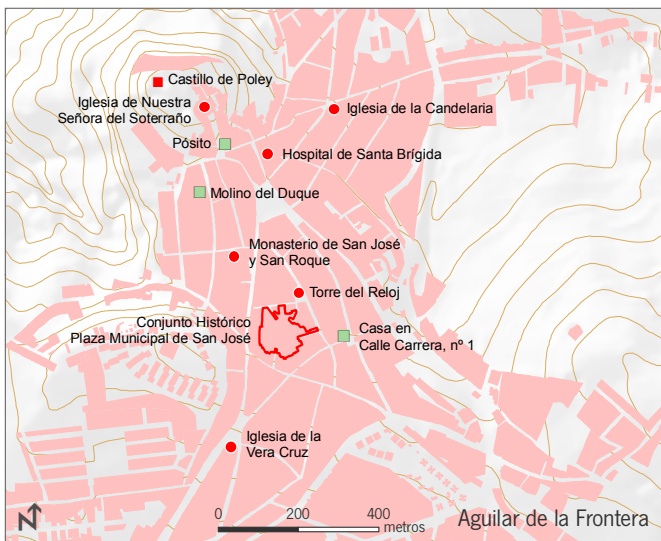 Castillo de Poley
Iglesia de Nuestra
Señora del Soterraño
Iglesia de la Candelaria
Pósito
Hospital de Santa Brígida
Molino del Duque
Monasterio de San José
y San Roque
Torre del Reloj
Conjunto Histórico
Plaza Municipal de San José
Casa en
Calle Carrera, nº 1
Iglesia de la
Vera Cruz
N
0 200 400
metros
Aguilar de la Frontera